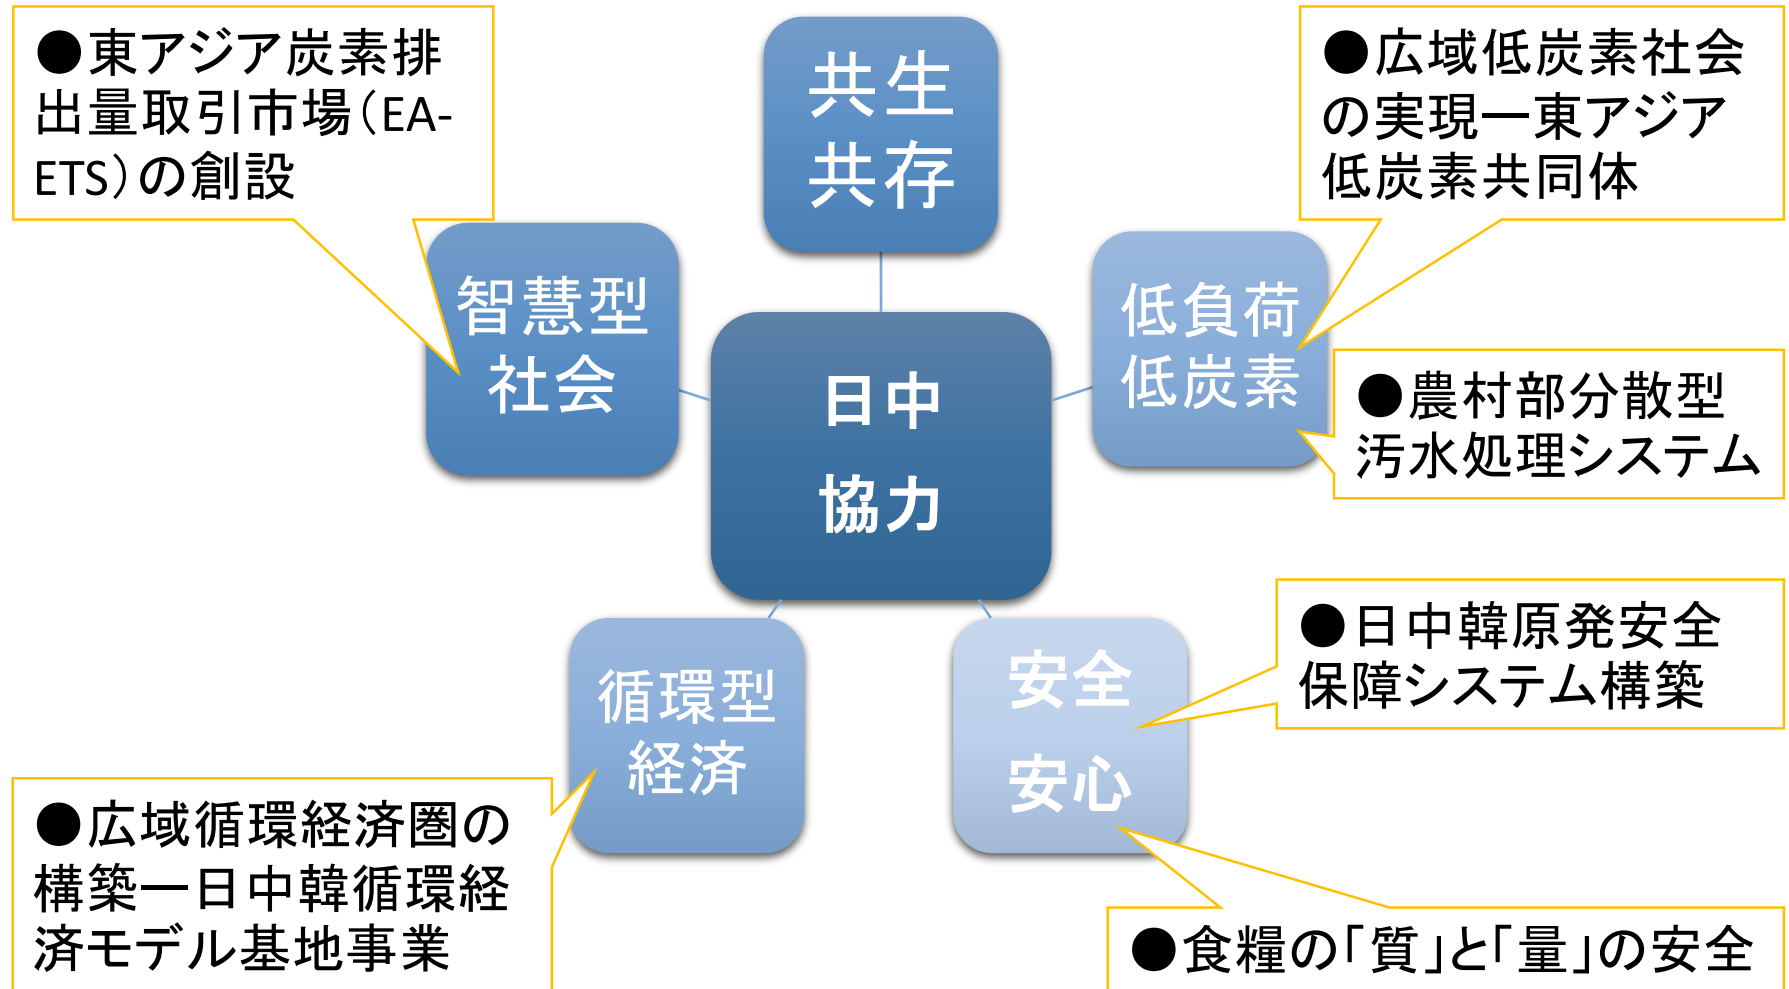 ●東アジア炭素排
出量取引市場(EA-
ETS)の創設
共生
共存
●広域低炭素社会
の実現ー東アジア
低炭素共同体
智慧型
社会
低負荷
低炭素
●農村部分散型
汚水処理システム
日中
協力
●日中韓原発安全
保障システム構築
循環型
経済
安全
安心
●広域循環経済圏の
構築ー日中韓循環経
済モデル基地事業
●食糧の「質」と「量」の安全